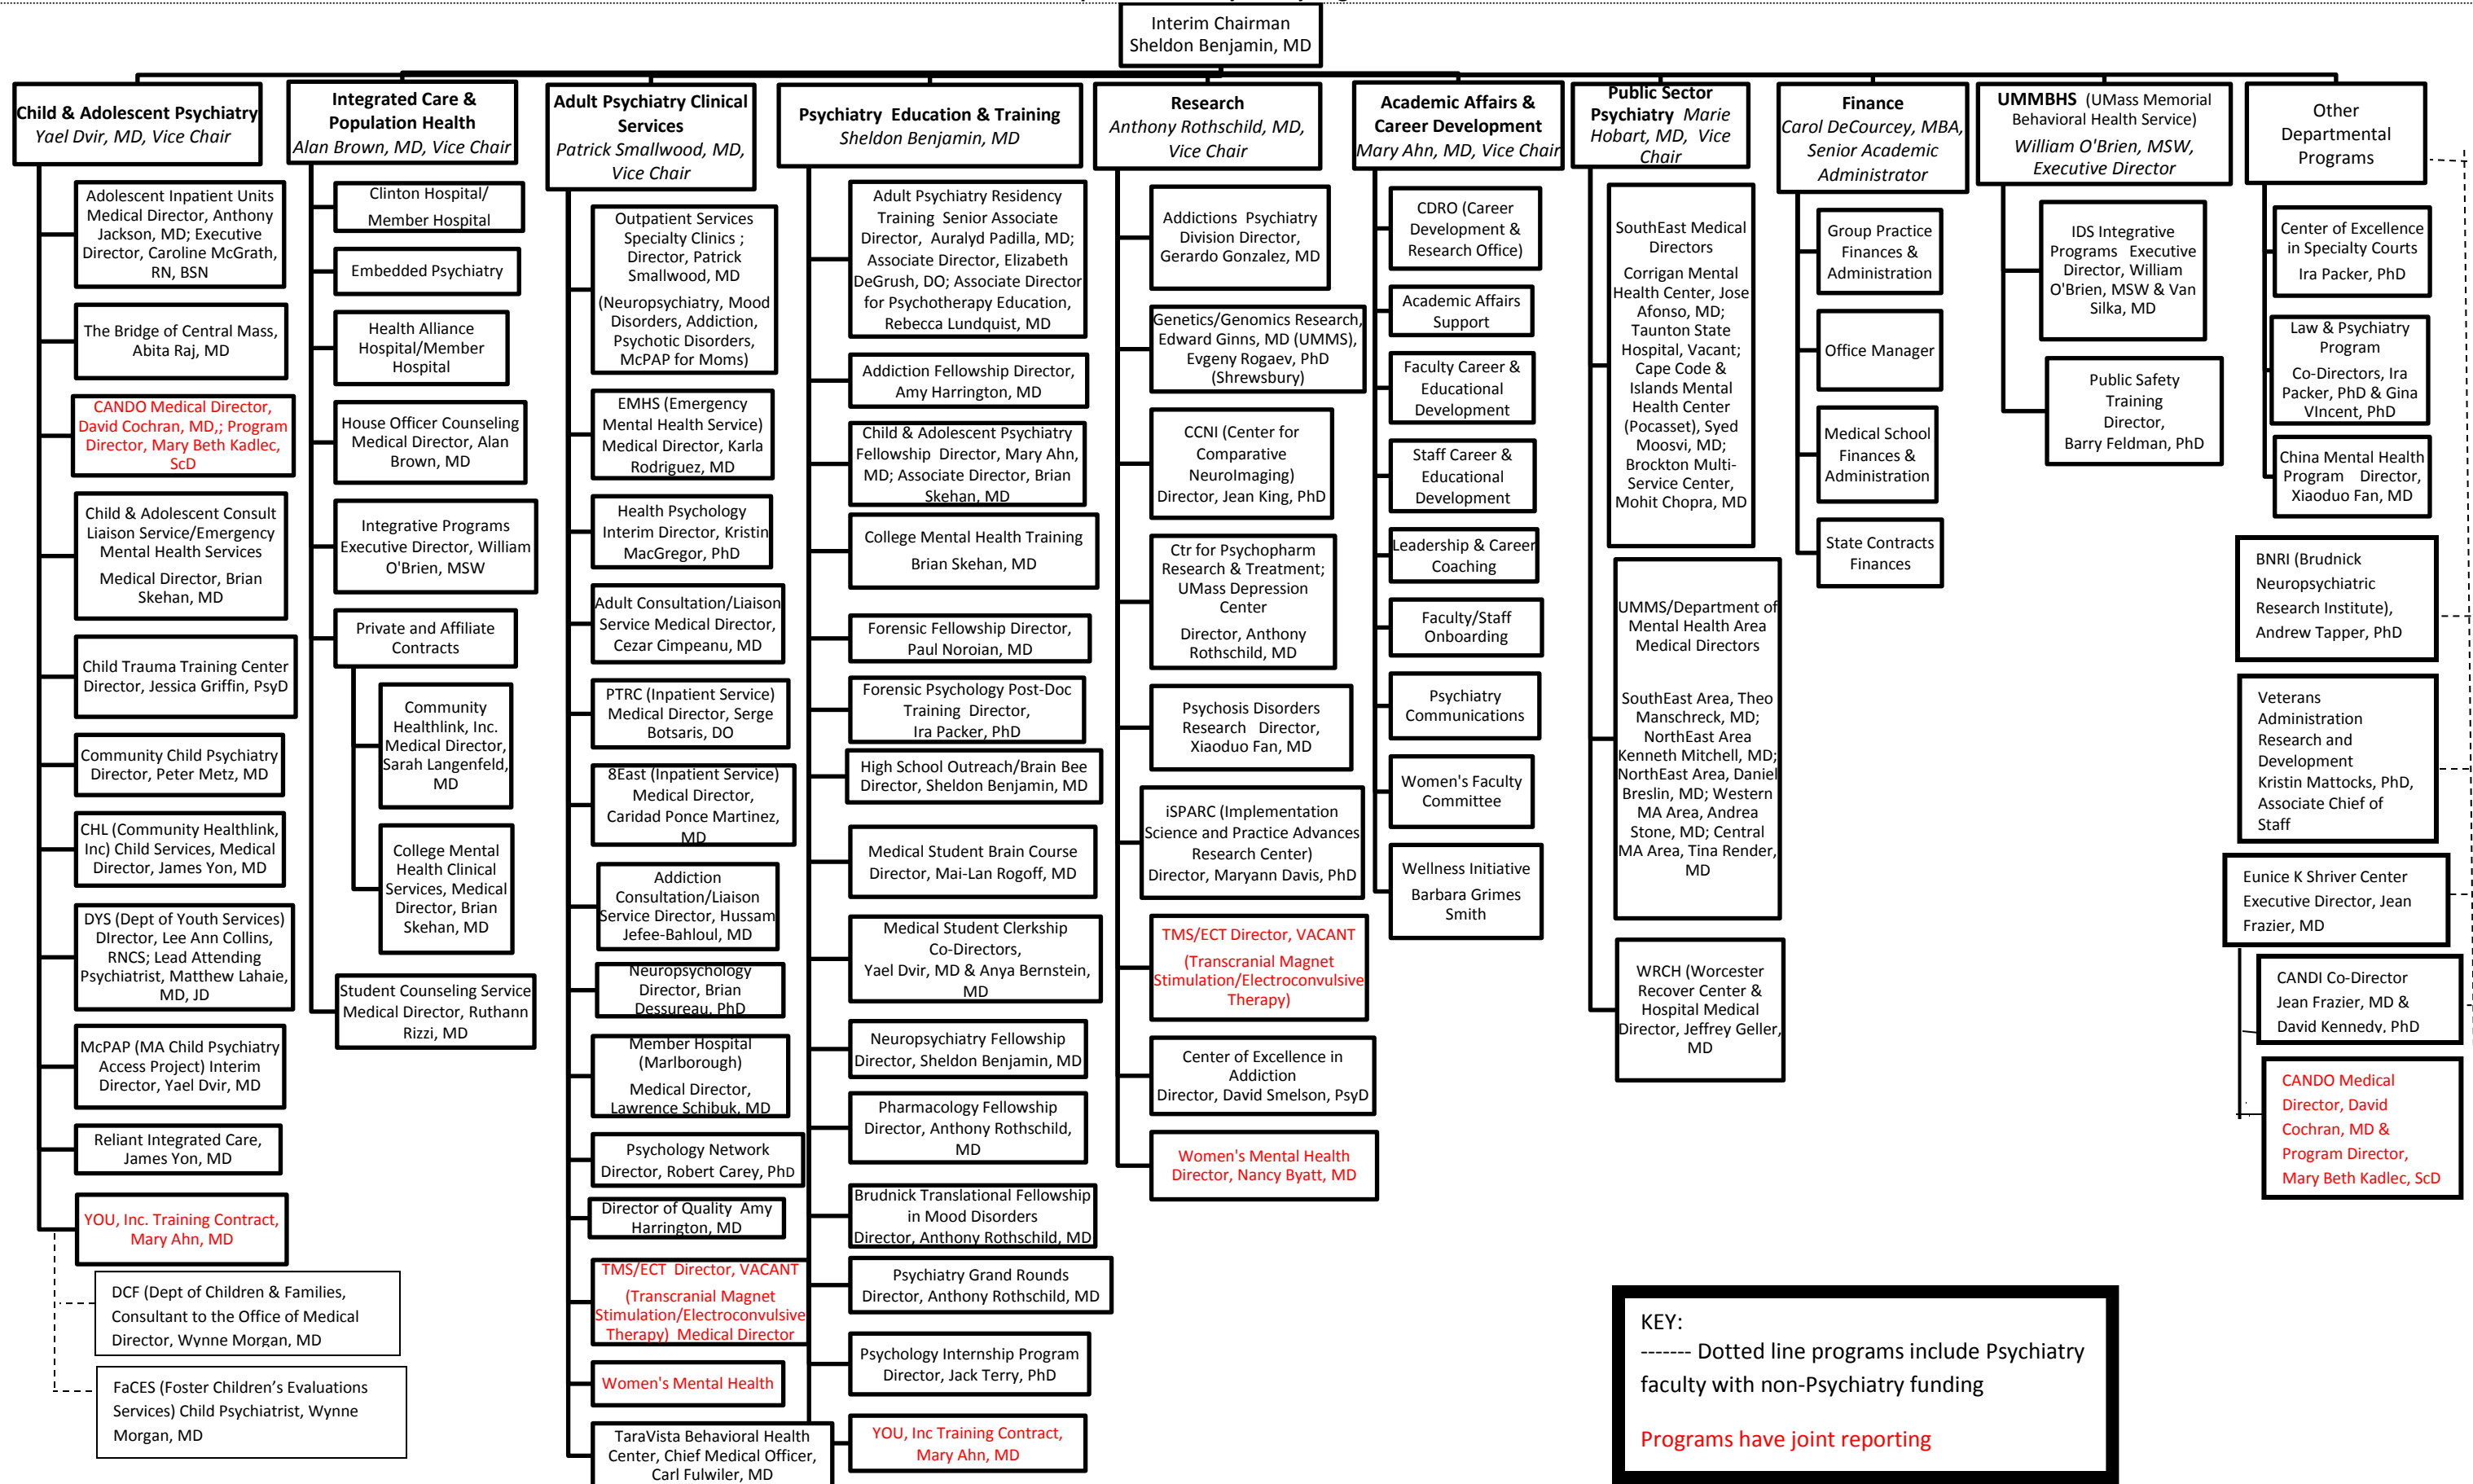 Interim Chairman
Sheldon Benjamin, MD
Child & Adolescent Psychiatry
Yael Dvir, MD, Vice Chair
Adolescent Inpatient Units
Medical Director, Anthony
Jackson, MD; Executive
Director, Caroline McGrath,
RN, BSN
The Bridge of Central Mass,
Abita Raj, MD
CANDO Medical Director,
David Cochran, MD,; Program
Director, Mary Beth Kadlec,
ScD
Child & Adolescent Consult
Liaison Service/Emergency
Mental Health Services
Medical Director, Brian
Skehan, MD
Child Trauma Training Center
Director, Jessica Griffin, PsyD
Community Child Psychiatry
Director, Peter Metz, MD
CHL (Community Healthlink,
Inc) Child Services, Medical
Director, James Yon, MD
DYS (Dept of Youth Services)
DIrector, Lee Ann Collins,
RNCS; Lead Attending
Psychiatrist, Matthew Lahaie,
MD, JD
McPAP (MA Child Psychiatry
Access Project) Interim
Director, Yael Dvir, MD
Reliant Integrated Care,
James Yon, MD
YOU, Inc. Training Contract,
Mary Ahn, MD
DCF (Dept of Children & Families,
Consultant to the Office of Medical
Director, Wynne Morgan, MD
FaCES (Foster Children’s Evaluations
Services) Child Psychiatrist, Wynne
Morgan, MD
Integrated Care &
Population Health
Alan Brown, MD, Vice Chair
Clinton Hospital/
Member Hospital
Embedded Psychiatry
Health Alliance
Hospital/Member
Hospital
House Officer Counseling
Medical Director, Alan
Brown, MD
Integrative Programs
Executive Director, William
O'Brien, MSW
Private and Affiliate
Contracts
Community
Healthlink, Inc.
Medical Director,
Sarah Langenfeld,
MD
College Mental
Health Clinical
Services, Medical
Director, Brian
Skehan, MD
Student Counseling Service
Medical Director, Ruthann
Rizzi, MD
Adult Psychiatry Clinical
Services
Patrick Smallwood, MD,
Vice Chair
Outpatient Services
Specialty Clinics ;
Director, Patrick
Smallwood, MD
(Neuropsychiatry, Mood
Disorders, Addiction,
Psychotic Disorders,
McPAP for Moms)
EMHS (Emergency
Mental Health Service)
Medical Director, Karla
Rodriguez, MD
Health Psychology
Interim Director, Kristin
MacGregor, PhD
Adult Consultation/Liaison
Service Medical Director,
Cezar Cimpeanu, MD
PTRC (Inpatient Service)
Medical Director, Serge
Botsaris, DO
8East (Inpatient Service)
Medical Director,
Caridad Ponce Martinez,
MD
Addiction
Consultation/Liaison
Service Director, Hussam
Jefee-Bahloul, MD
Neuropsychology
Director, Brian
Dessureau, PhD
Member Hospital
(Marlborough)
Medical Director,
Lawrence Schibuk, MD
Psychology Network
Director, Robert Carey, PhD
Director of Quality Amy
Harrington, MD
TMS/ECT Director, VACANT
(Transcranial Magnet
Stimulation/Electroconvulsive
Therapy) Medical Director
Women's Mental Health
TaraVista Behavioral Health
Center, Chief Medical Officer,
Carl Fulwiler, MD
Psychiatry Education & Training
Sheldon Benjamin, MD
Adult Psychiatry Residency
Training Senior Associate
Director, Auralyd Padilla, MD;
Associate Director, Elizabeth
DeGrush, DO; Associate Director
for Psychotherapy Education,
Rebecca Lundquist, MD
Addiction Fellowship Director,
Amy Harrington, MD
Child & Adolescent Psychiatry
Fellowship Director, Mary Ahn,
MD; Associate Director, Brian
Skehan, MD
College Mental Health Training
Brian Skehan, MD
Forensic Fellowship Director,
Paul Noroian, MD
Forensic Psychology Post-Doc
Training Director,
Ira Packer, PhD
High School Outreach/Brain Bee
Director, Sheldon Benjamin, MD
Medical Student Brain Course
Director, Mai-Lan Rogoff, MD
Medical Student Clerkship
Co-Directors,
Yael Dvir, MD & Anya Bernstein,
MD
Neuropsychiatry Fellowship
Director, Sheldon Benjamin, MD
Pharmacology Fellowship
Director, Anthony Rothschild,
MD
Brudnick Translational Fellowship
in Mood Disorders
Director, Anthony Rothschild, MD
Psychiatry Grand Rounds
Director, Anthony Rothschild, MD
Psychology Internship Program
Director, Jack Terry, PhD
YOU, Inc Training Contract,
Mary Ahn, MD
Research
Anthony Rothschild, MD,
Vice Chair
Addictions Psychiatry
Division Director,
Gerardo Gonzalez, MD
Genetics/Genomics Research,
Edward Ginns, MD (UMMS),
Evgeny Rogaev, PhD
(Shrewsbury)
CCNI (Center for
Comparative
NeuroImaging)
Director, Jean King, PhD
Ctr for Psychopharm
Research & Treatment;
UMass Depression
Center
Director, Anthony
Rothschild, MD
Psychosis Disorders
Research Director,
Xiaoduo Fan, MD
iSPARC (Implementation
Science and Practice Advances
Research Center)
Director, Maryann Davis, PhD
TMS/ECT Director, VACANT
(Transcranial Magnet
Stimulation/Electroconvulsive
Therapy)
Center of Excellence in
Addiction
Director, David Smelson, PsyD
Women's Mental Health
Director, Nancy Byatt, MD
Academic Affairs &
Career Development
Mary Ahn, MD, Vice Chair
CDRO (Career
Development &
Research Office)
Academic Affairs
Support
Faculty Career &
Educational
Development
Staff Career &
Educational
Development
Leadership & Career
Coaching
Faculty/Staff
Onboarding
Psychiatry
Communications
Women's Faculty
Committee
Wellness Initiative
Barbara Grimes
Smith
Public Sector
Psychiatry Marie
Hobart, MD, Vice
Chair
SouthEast Medical
Directors
Corrigan Mental
Health Center, Jose
Afonso, MD;
Taunton State
Hospital, Vacant;
Cape Code &
Islands Mental
Health Center
(Pocasset), Syed
Moosvi, MD;
Brockton Multi-
Service Center,
Mohit Chopra, MD
UMMS/Department of
Mental Health Area
Medical Directors
SouthEast Area, Theo
Manschreck, MD;
NorthEast Area
Kenneth Mitchell, MD;
NorthEast Area, Daniel
Breslin, MD; Western
MA Area, Andrea
Stone, MD; Central
MA Area, Tina Render,
MD
WRCH (Worcester
Recover Center &
Hospital Medical
Director, Jeffrey Geller,
MD
Finance
Carol DeCourcey, MBA,
Senior Academic
Administrator
Group Practice
Finances &
Administration
Office Manager
Medical School
Finances &
Administration
State Contracts
Finances
UMMBHS (UMass Memorial
Behavioral Health Service)
William O'Brien, MSW,
Executive Director
IDS Integrative
Programs Executive
Director, William
O'Brien, MSW & Van
Silka, MD
Public Safety
Training
Director,
Barry Feldman, PhD
Other
Departmental
Programs
Center of Excellence
in Specialty Courts
Ira Packer, PhD
Law & Psychiatry
Program
Co-Directors, Ira
Packer, PhD & Gina
VIncent, PhD
China Mental Health
Program Director,
Xiaoduo Fan, MD
BNRI (Brudnick
Neuropsychiatric
Research Institute),
Andrew Tapper, PhD
Veterans
Administration
Research and
Development
Kristin Mattocks, PhD,
Associate Chief of
Staff
Eunice K Shriver Center
Executive Director, Jean
Frazier, MD
CANDI Co-Director
Jean Frazier, MD &
David Kennedy, PhD
CANDO Medical
Director, David
Cochran, MD &
Program Director,
Mary Beth Kadlec, ScD
KEY:
------- Dotted line programs include Psychiatry
faculty with non-Psychiatry funding
Programs have joint reporting